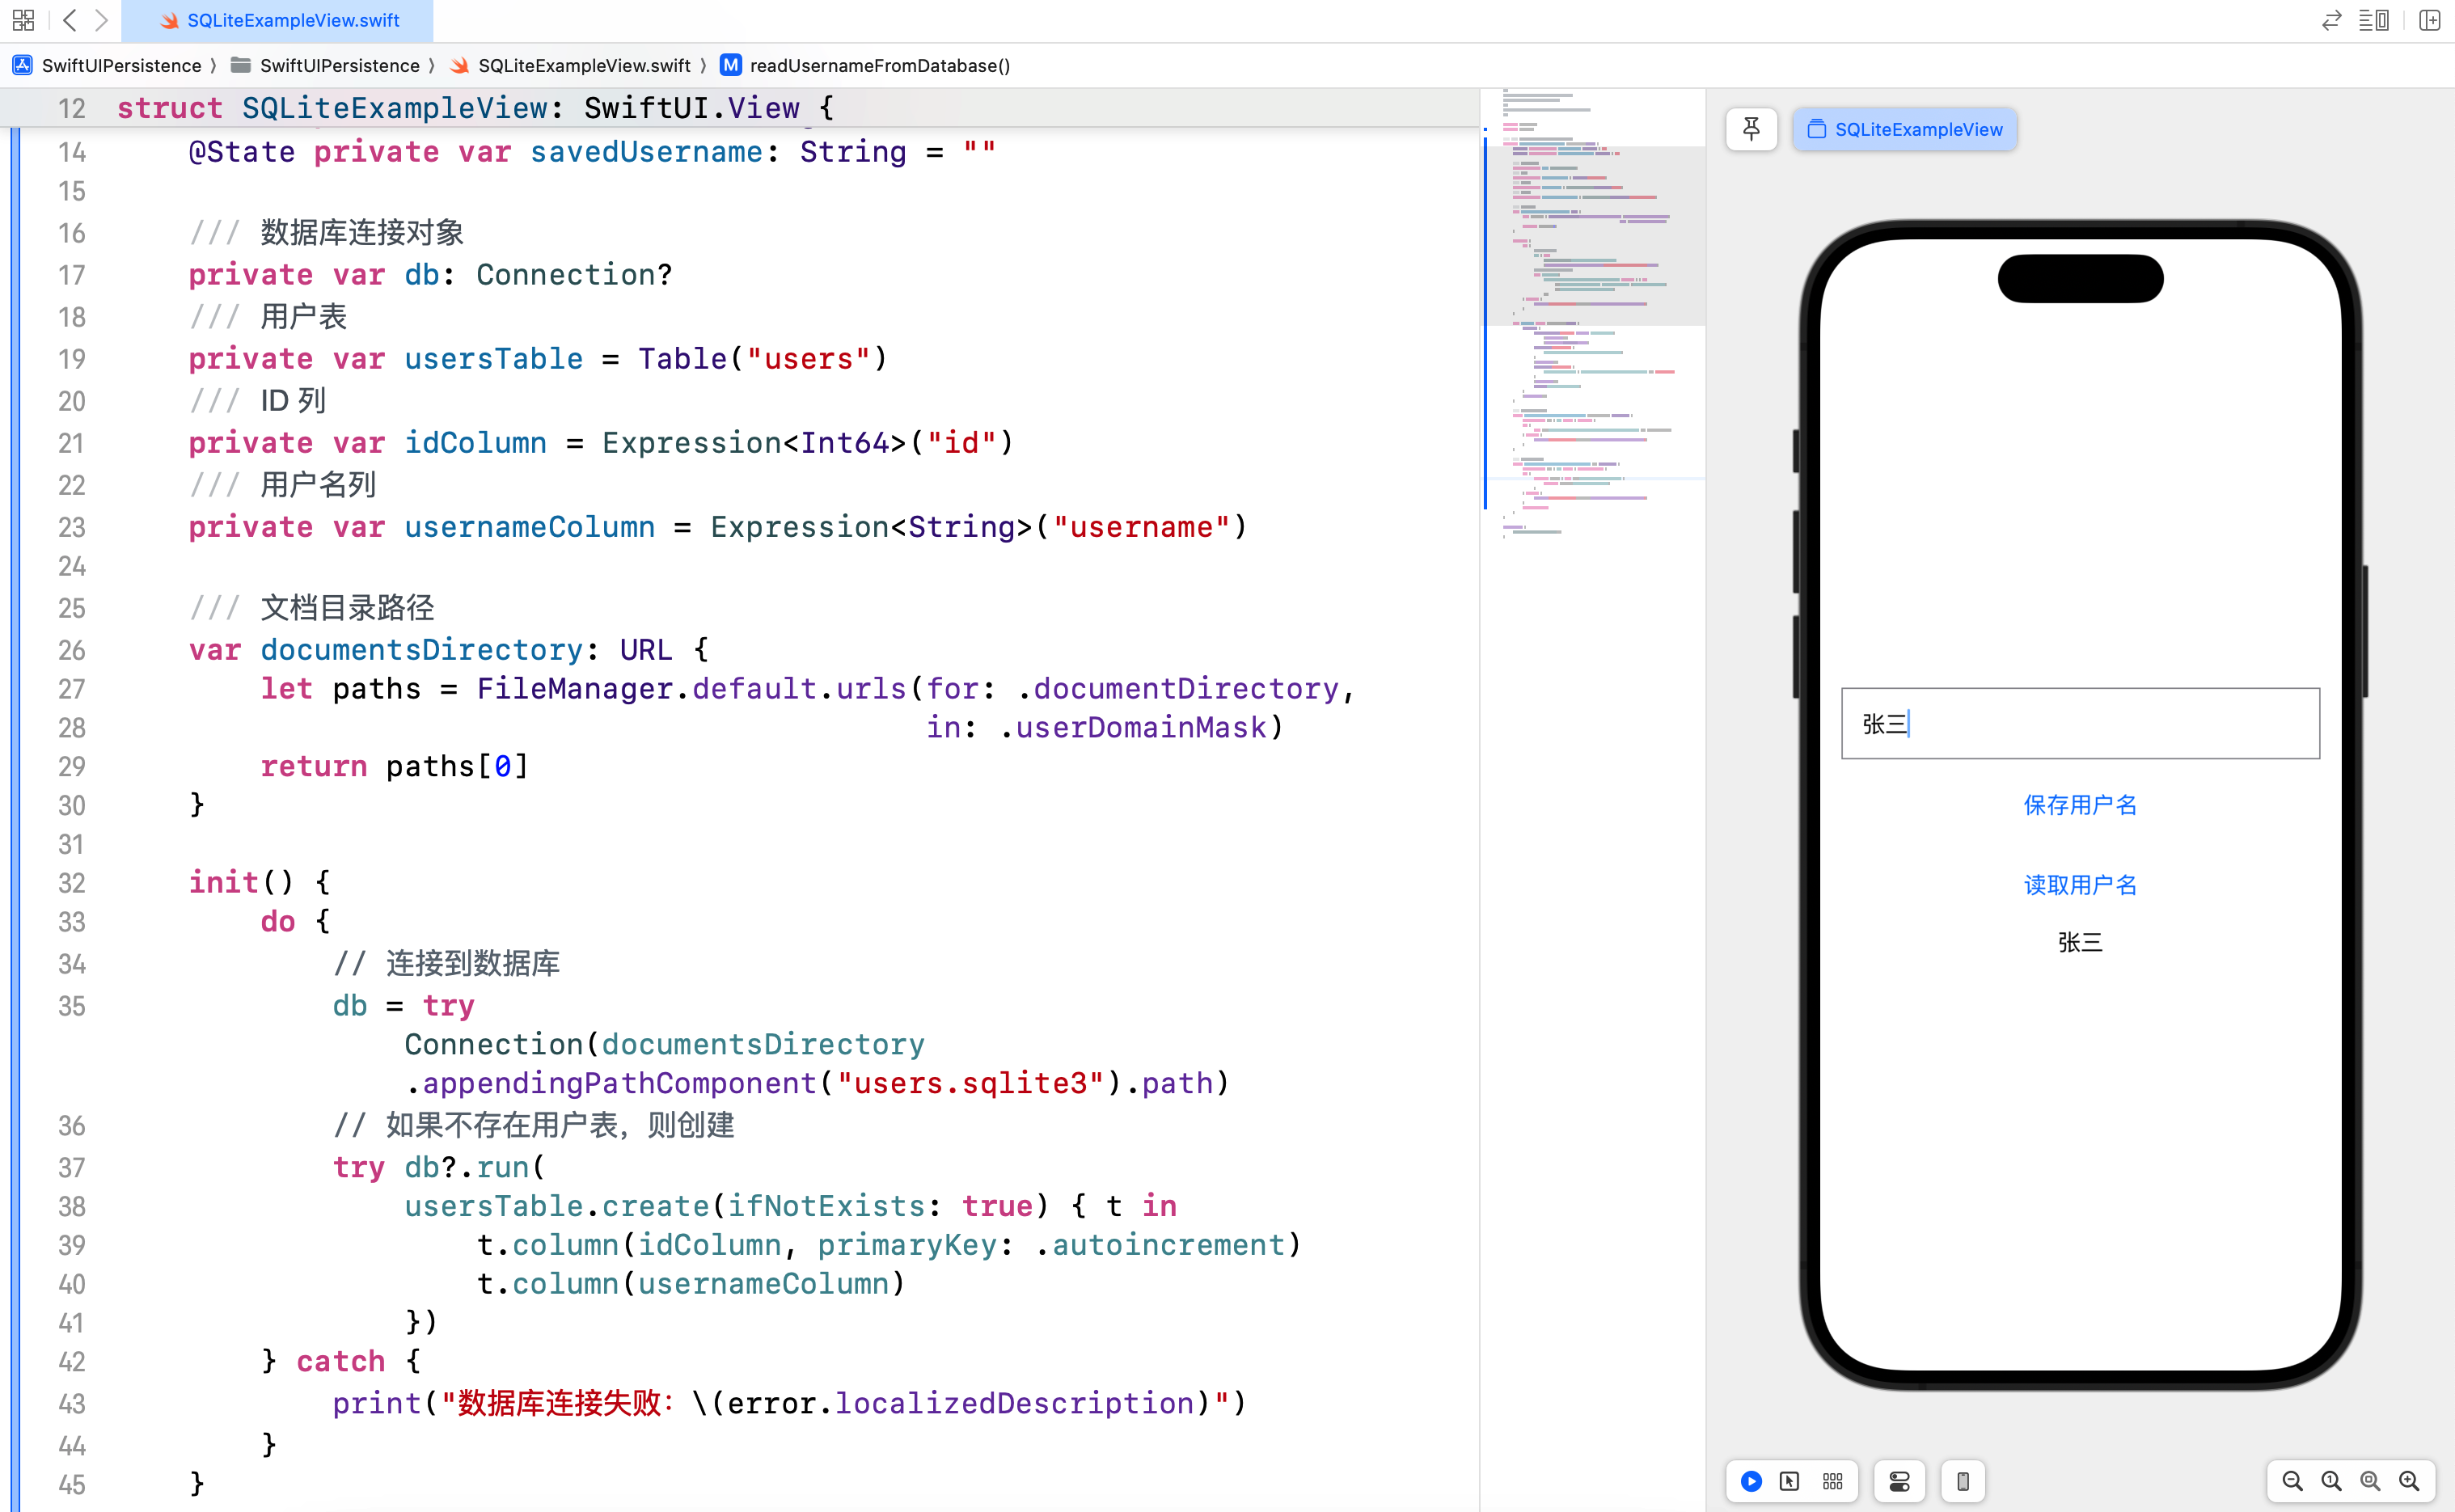 SQLiteExampleView.swift
SwiftUIPersistence 〉 SwiftUIPersistence 〉 SQLiteExampleView.swift 〉 M readUsernameFromDatabase()
12 struct SQLiteExampleView: SwiftUI.View {
14 @State private var savedUsername: String = ""
15
16 /// 数据库连接对象
17 private var db: Connection?
18 /// 用户表
19 private var usersTable = Table("users")
20 /// ID 列
21 private var idColumn = Expression<Int64>("id")
22 /// 用户名列
23 private var usernameColumn = Expression<String>("username")
24
25 /// 文档目录路径
26 var documentsDirectory: URL {
27 let paths = FileManager.default.urls(for: .documentDirectory,
28 in: .userDomainMask)
29 return paths[0]
30 }
31
32 init() {
33 do {
34 // 连接到数据库
35 db = try
Connection(documentsDirectory
.appendingPathComponent("users.sqlite3").path)
36 // 如果不存在用户表，则创建
37 try db?.run(
38 usersTable.create(ifNotExists: true) { t in
39 t.column(idColumn, primaryKey: .autoincrement)
40 t.column(usernameColumn)
41 })
42 } catch {
43 print("数据库连接失败：\(error.localizedDescription)")
44 }
45 }
SQLiteExampleView
张三
保存用户名
读取用户名
张三